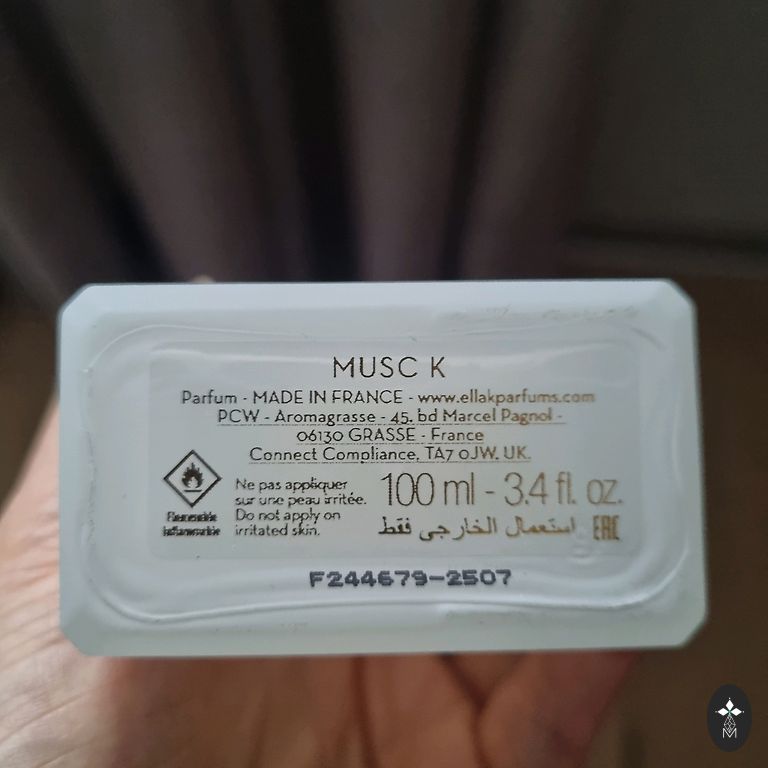 MUSC K
Parfum - MADE IN FRANCE - www.ellakparfums.com
PCW - Aromagrasse - 45, bd Marcel Pagnol -
06130 GRASSE - France
Connect Compliance, TA7 0JW, UK.
Ne pas appliquer
sur une peau irritée.
Do not apply on
irritated skin.
Flammable
Inflammable
100 ml - 3.4 fl. oz.
استعمال الخارجى فقط
EAC
F244679-2507
M